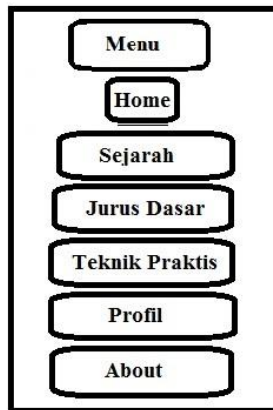 Menu
Home
Sejarah
Jurus Dasar
Teknik Praktis
Profil
About